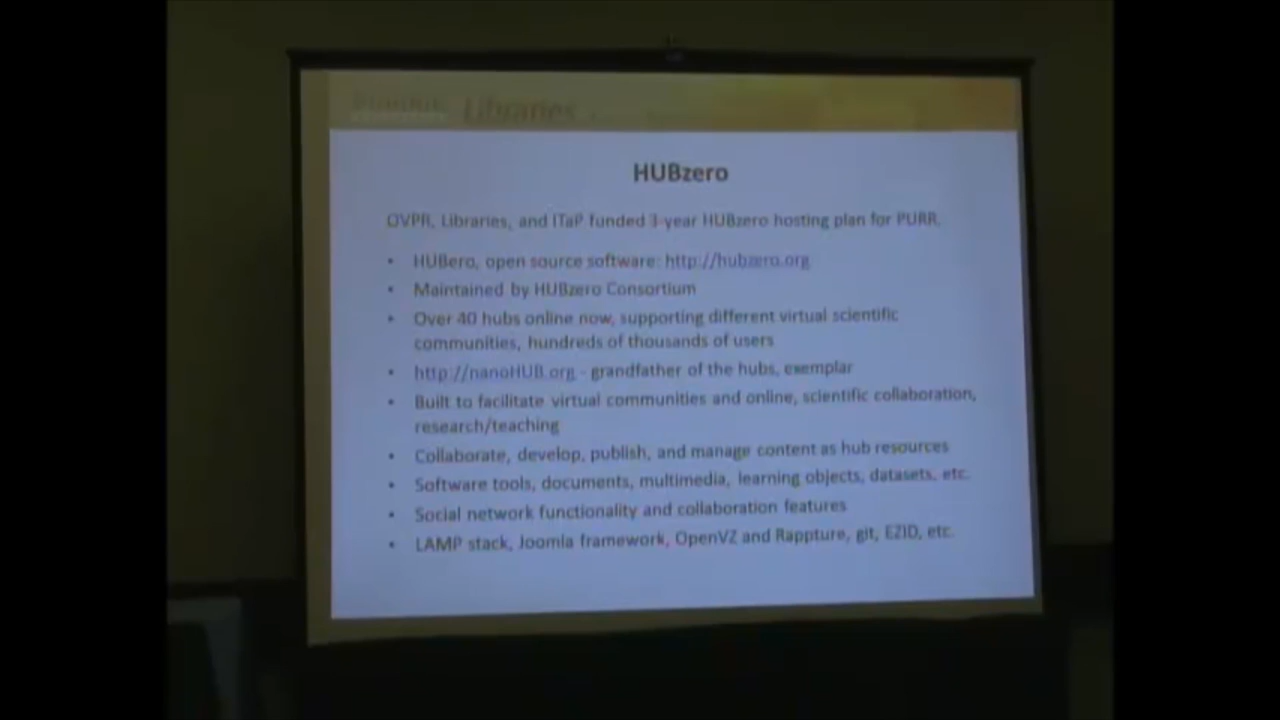 Libraries
HUBzero
OVPR, Libraries, and ITaP funded 3-year HUBzero hosting plan for PURR.
• HUBero, open source software: http://hubzero.org
• Maintained by HUBzero Consortium
• Over 40 hubs online now, supporting different virtual scientific
communities, hundreds of thousands of users
• http://nanoHUB.org - grandfather of the hubs, exemplar
• Built to facilitate virtual communities and online, scientific collaboration,
research/teaching
• Collaborate, develop, publish, and manage content as hub resources
• Software tools, documents, multimedia, learning objects, datasets, etc.
• Social network functionality and collaboration features
• LAMP stack, Joomla framework, OpenVZ and Rappture, git, EZID, etc.